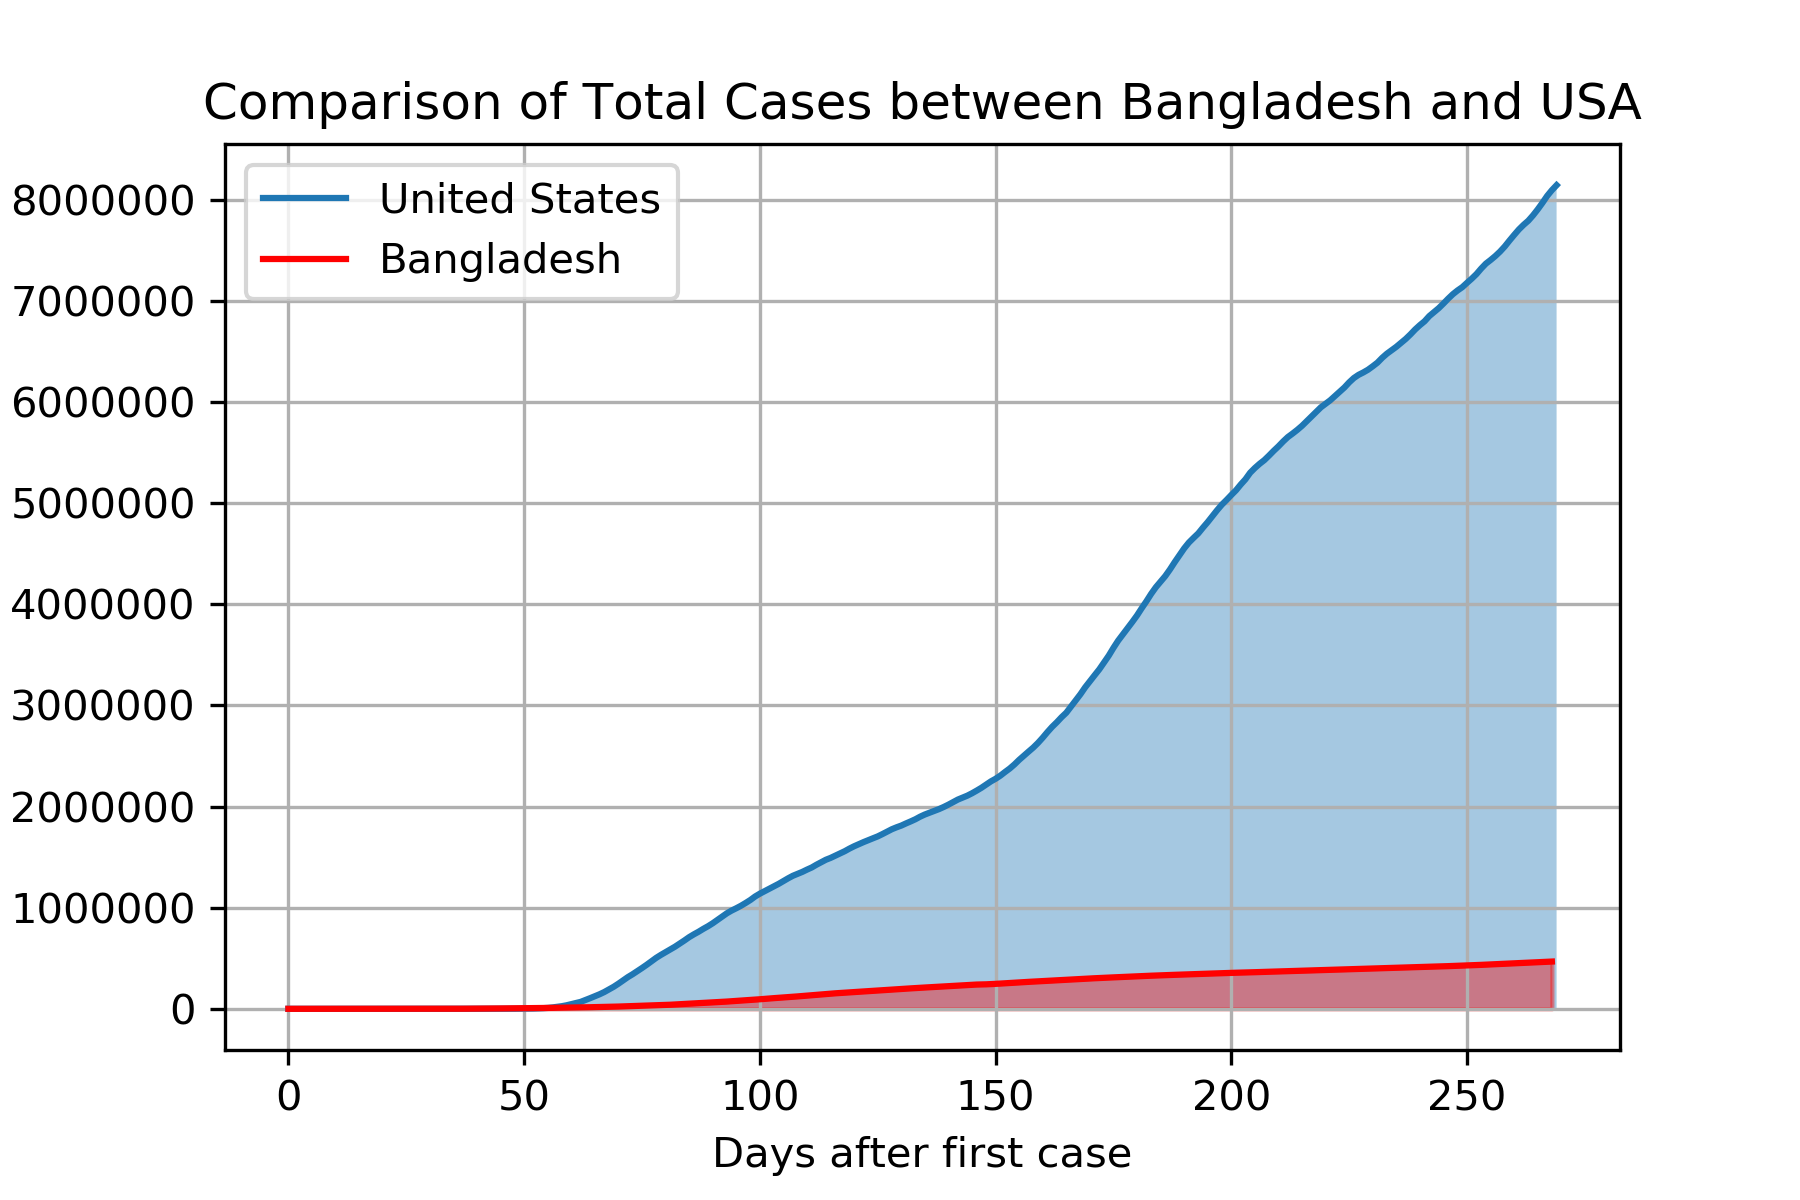 Comparison of Total Cases between Bangladesh and USA
United States
Bangladesh
8000000
7000000
6000000
5000000
4000000
3000000
2000000
1000000
0
0 50 100 150 200 250
Days after first case